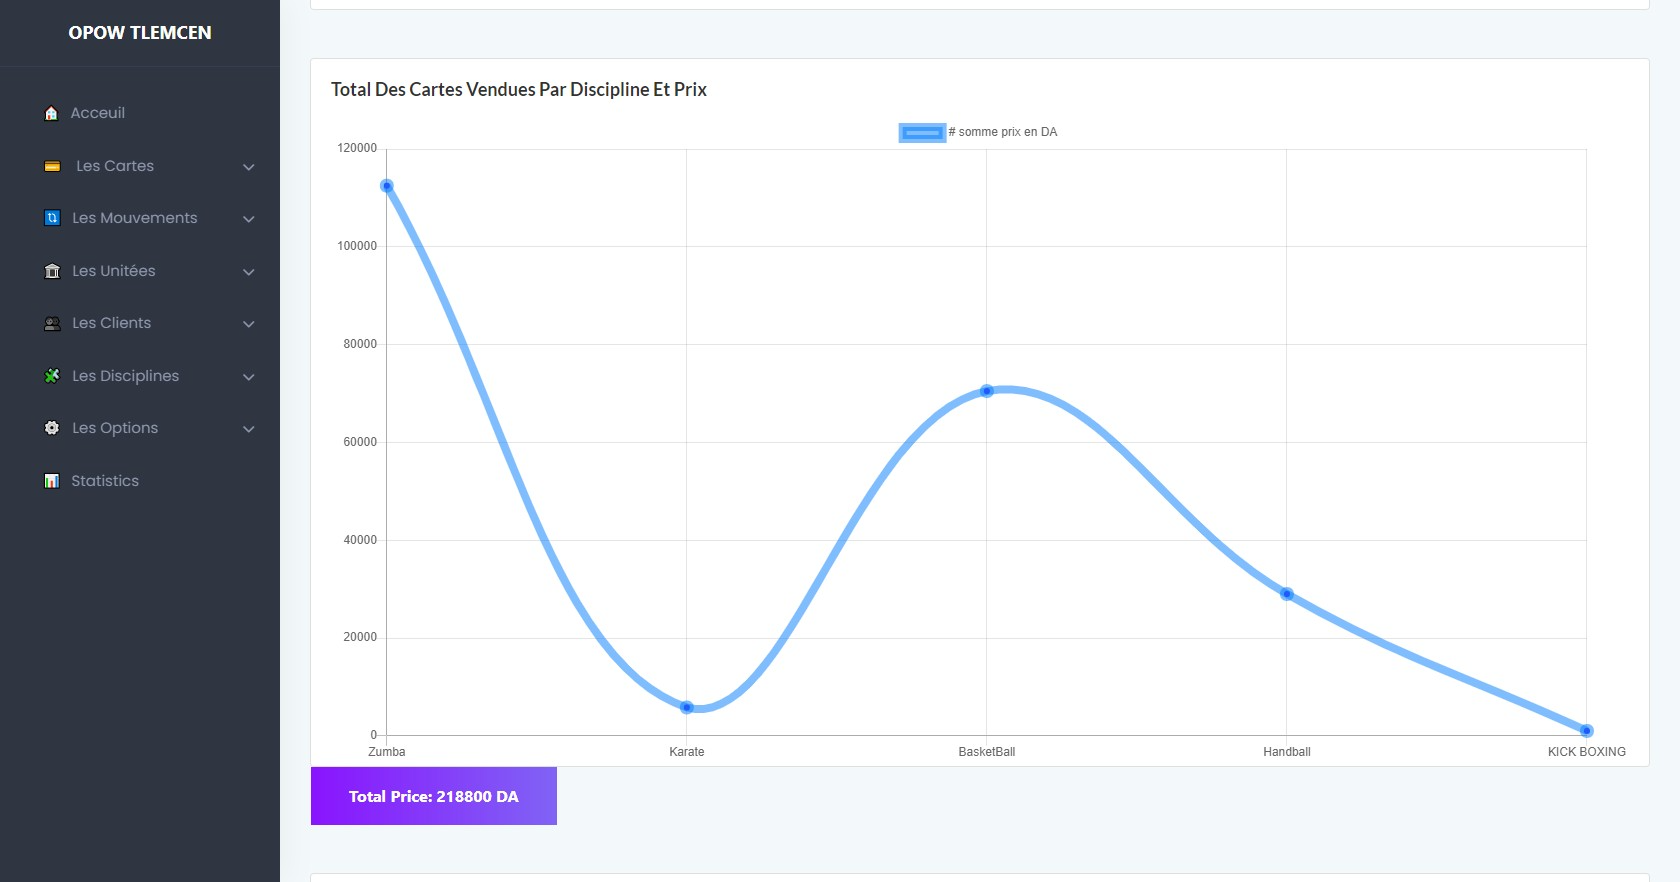 OPOW TLEMCEN
Acceuil
Les Cartes
Les Mouvements
Les Unitées
Les Clients
Les Disciplines
Les Options
Statistics
Total Des Cartes Vendues Par Discipline Et Prix
# somme prix en DA
120000
100000
80000
60000
40000
20000
0
Zumba Karate BasketBall Handball KICK BOXING
Total Price: 218800 DA